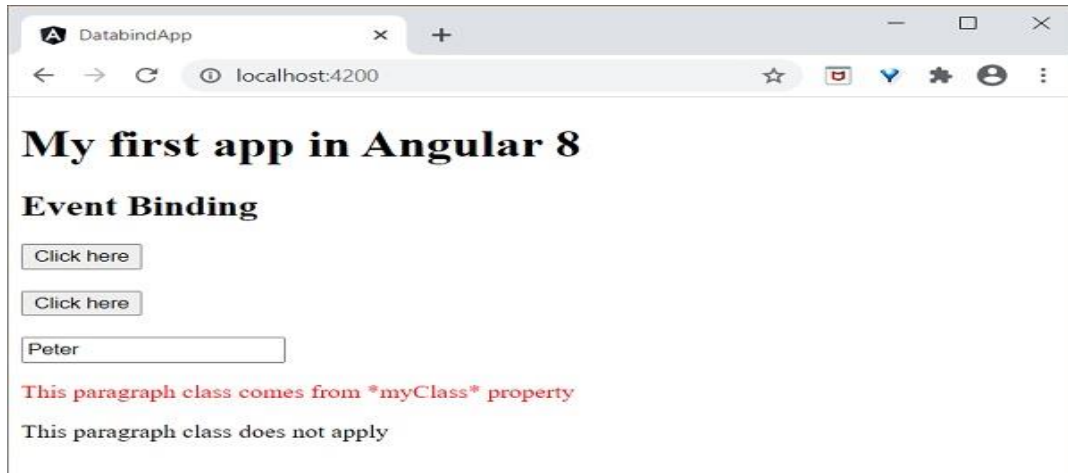 DatabindApp
localhost:4200
My first app in Angular 8
Event Binding
Click here
Click here
Peter
This paragraph class comes from *myClass* property
This paragraph class does not apply